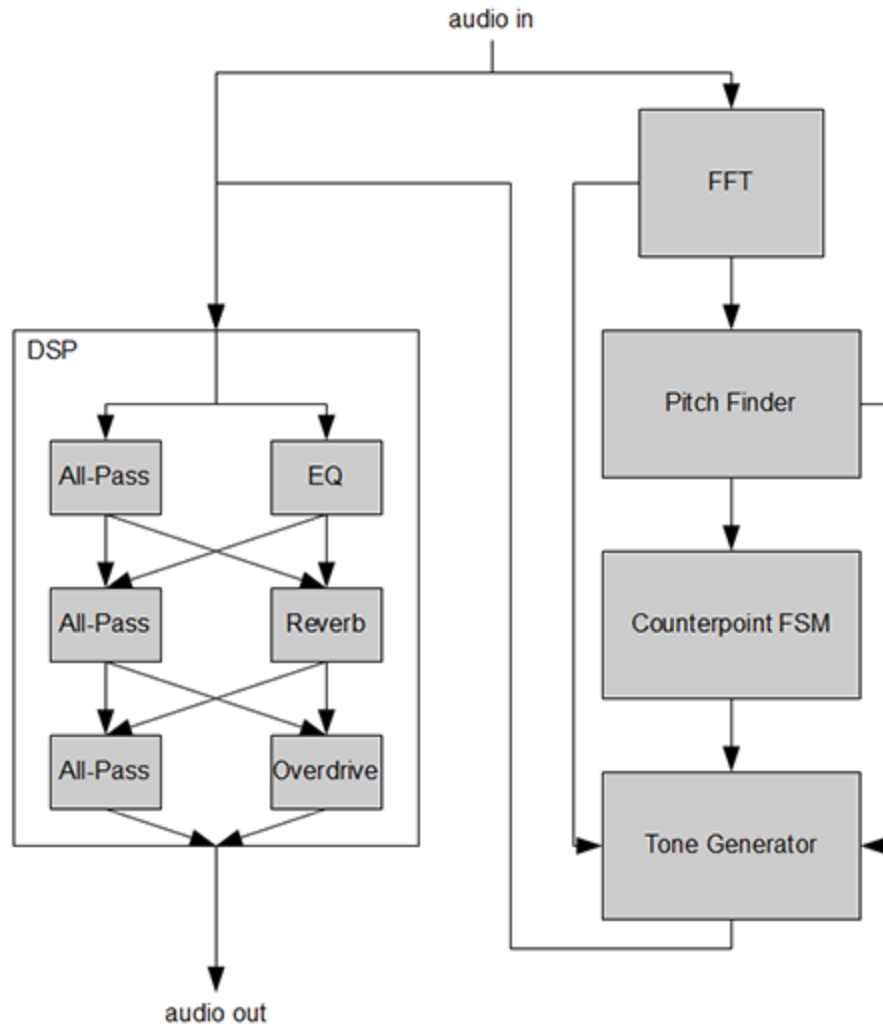 audio in
FFT
DSP
Pitch Finder
All-Pass
EQ
All-Pass
Reverb
Counterpoint FSM
All-Pass
Overdrive
Tone Generator
audio out